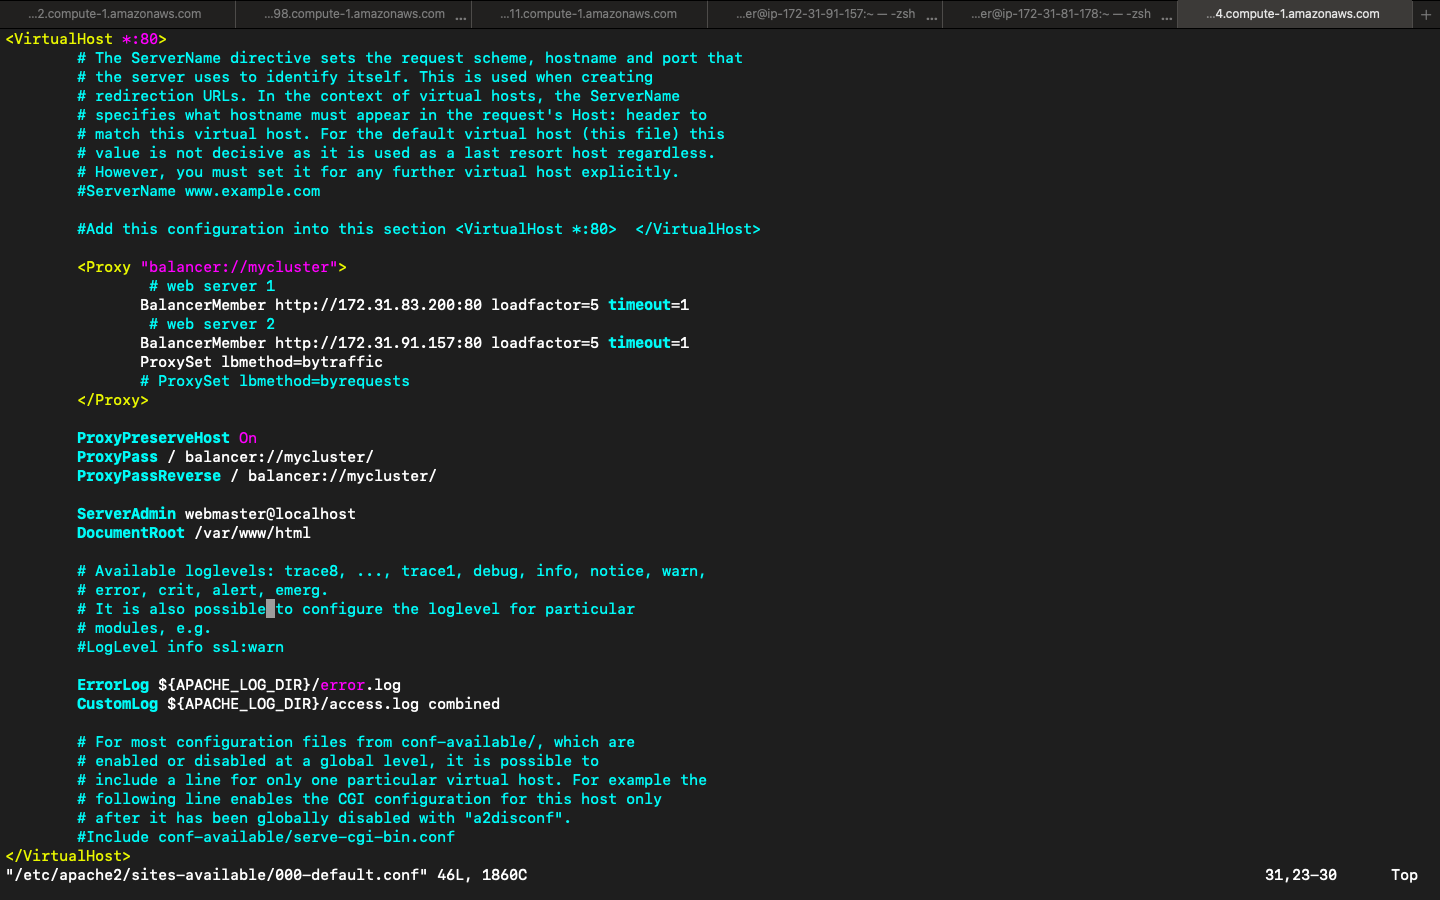 ...2.compute-1.amazonaws.com ...98.compute-1.amazonaws.com ... ...11.compute-1.amazonaws.com ...er@ip-172-31-91-157:~ — -zsh ... ...er@ip-172-31-81-178:~ — -zsh ... ...4.compute-1.amazonaws.com +
<VirtualHost *:80>
# The ServerName directive sets the request scheme, hostname and port that
# the server uses to identify itself. This is used when creating
# redirection URLs. In the context of virtual hosts, the ServerName
# specifies what hostname must appear in the request's Host: header to
# match this virtual host. For the default virtual host (this file) this
# value is not decisive as it is used as a last resort host regardless.
# However, you must set it for any further virtual host explicitly.
#ServerName www.example.com
#Add this configuration into this section <VirtualHost *:80>  </VirtualHost>
<Proxy "balancer://mycluster">
# web server 1
BalancerMember http://172.31.83.200:80 loadfactor=5 timeout=1
# web server 2
BalancerMember http://172.31.91.157:80 loadfactor=5 timeout=1
ProxySet lbmethod=bytraffic
# ProxySet lbmethod=byrequests
</Proxy>
ProxyPreserveHost On
ProxyPass / balancer://mycluster/
ProxyPassReverse / balancer://mycluster/
ServerAdmin webmaster@localhost
DocumentRoot /var/www/html
# Available loglevels: trace8, ..., trace1, debug, info, notice, warn,
# error, crit, alert, emerg.
# It is also possible to configure the loglevel for particular
# modules, e.g.
#LogLevel info ssl:warn
ErrorLog ${APACHE_LOG_DIR}/error.log
CustomLog ${APACHE_LOG_DIR}/access.log combined
# For most configuration files from conf-available/, which are
# enabled or disabled at a global level, it is possible to
# include a line for only one particular virtual host. For example the
# following line enables the CGI configuration for this host only
# after it has been globally disabled with "a2disconf".
#Include conf-available/serve-cgi-bin.conf
</VirtualHost>
"/etc/apache2/sites-available/000-default.conf" 46L, 1860C 31,23-30 Top